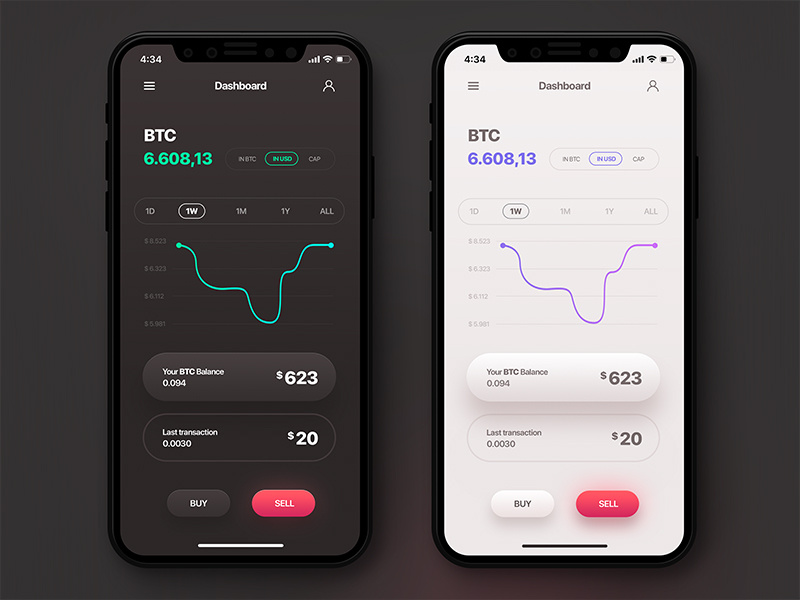 4:34
Dashboard
BTC
6.608,13
IN BTC IN USD CAP
1D 1W 1M 1Y ALL
$ 8.523
$ 6.323
$ 6.112
$ 5.981
Your BTC Balance
0.094
$ 623
Last transaction
0.0030
$ 20
BUY SELL
4:34
Dashboard
BTC
6.608,13
IN BTC IN USD CAP
1D 1W 1M 1Y ALL
$ 8.523
$ 6.323
$ 6.112
$ 5.981
Your BTC Balance
0.094
$ 623
Last transaction
0.0030
$ 20
BUY SELL